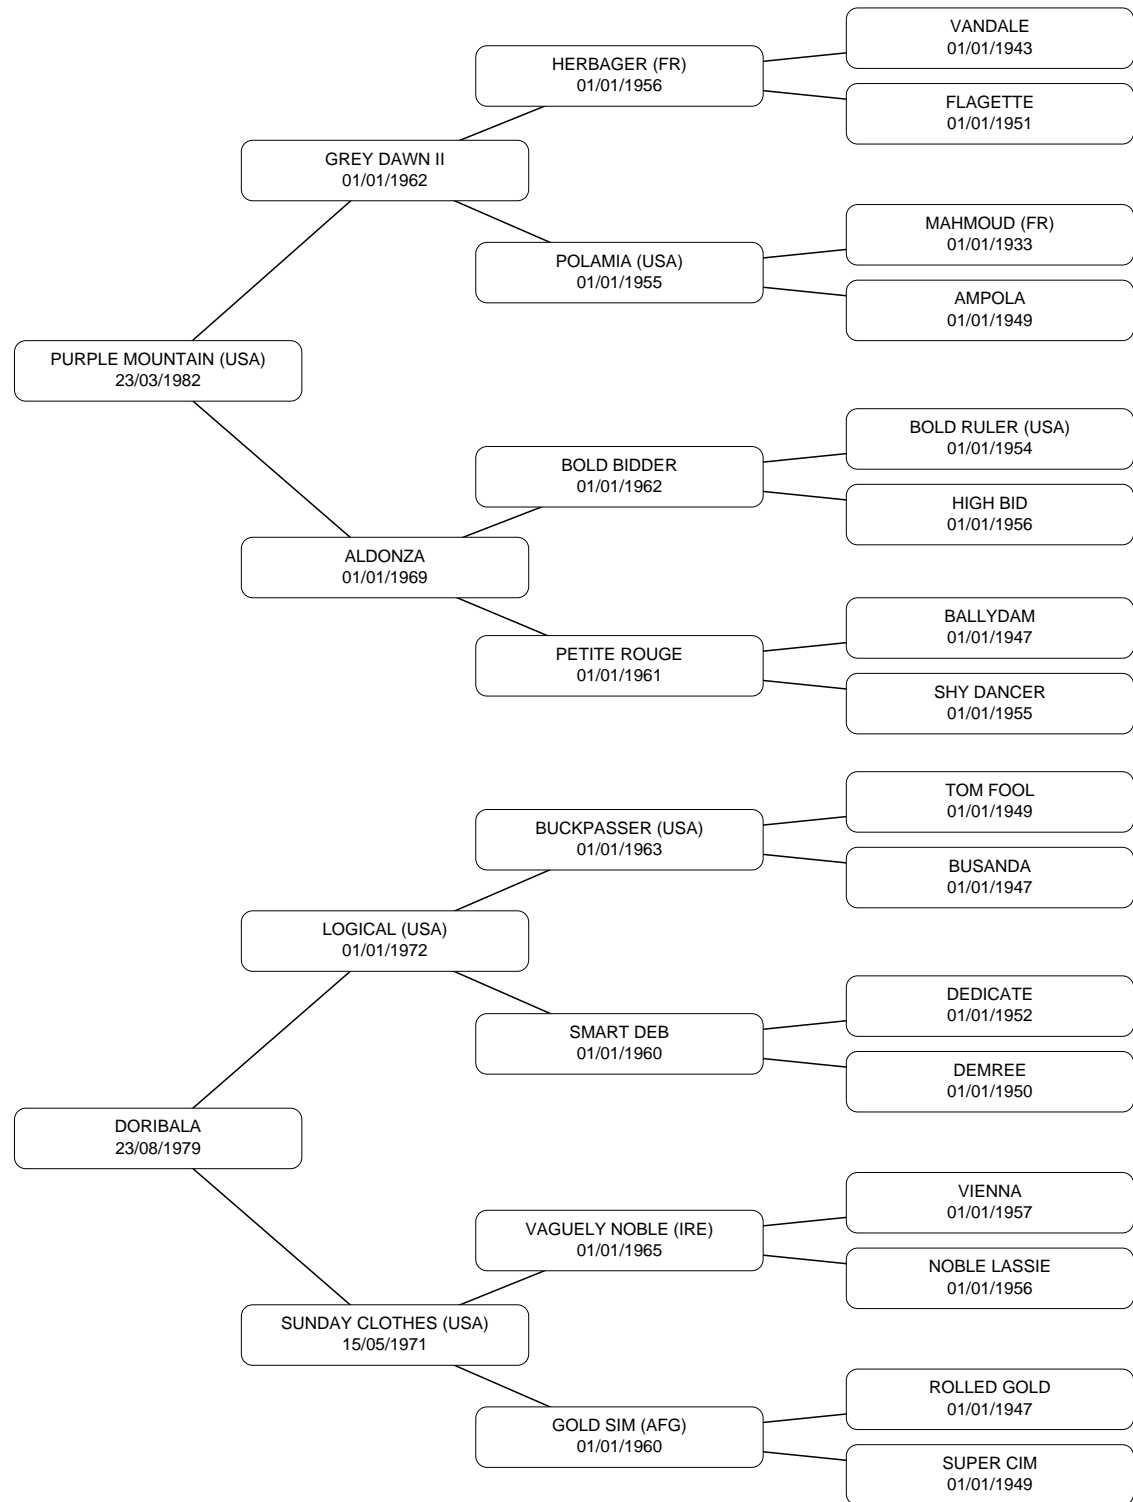 VANDALE
01/01/1943
HERBAGER (FR)
01/01/1956
FLAGETTE
01/01/1951
GREY DAWN II
01/01/1962
MAHMOUD (FR)
01/01/1933
POLAMIA (USA)
01/01/1955
AMPOLA
01/01/1949
PURPLE MOUNTAIN (USA)
23/03/1982
BOLD RULER (USA)
01/01/1954
BOLD BIDDER
01/01/1962
HIGH BID
01/01/1956
ALDONZA
01/01/1969
BALLYDAM
01/01/1947
PETITE ROUGE
01/01/1961
SHY DANCER
01/01/1955
TOM FOOL
01/01/1949
BUCKPASSER (USA)
01/01/1963
BUSANDA
01/01/1947
LOGICAL (USA)
01/01/1972
DEDICATE
01/01/1952
SMART DEB
01/01/1960
DEMREE
01/01/1950
DORIBALA
23/08/1979
VIENNA
01/01/1957
VAGUELY NOBLE (IRE)
01/01/1965
NOBLE LASSIE
01/01/1956
SUNDAY CLOTHES (USA)
15/05/1971
ROLLED GOLD
01/01/1947
GOLD SIM (AFG)
01/01/1960
SUPER CIM
01/01/1949